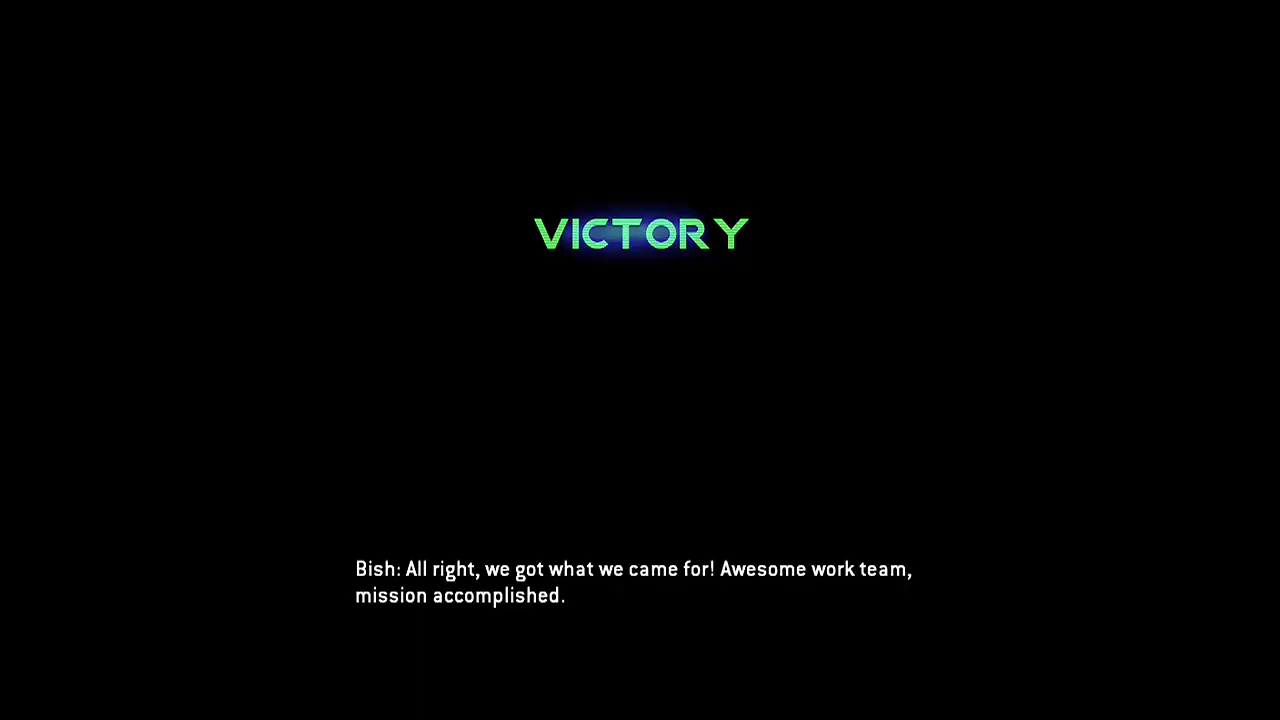 VICTORY
Bish: All right, we got what we came for! Awesome work team,
mission accomplished.